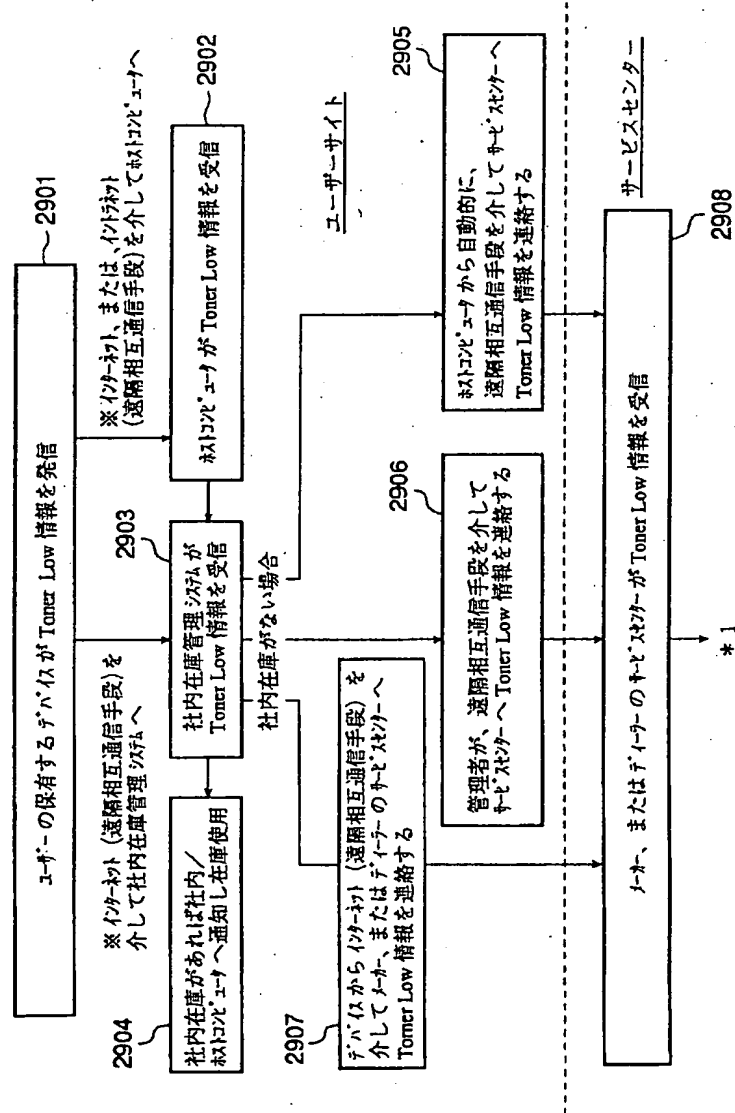 2901
ユーザーの保有するデバイスがToner Low情報を発信
※インターネット(遠隔相互通信手段)を
介して社内在庫管理システムへ
※インターネット、または、イントラネット
(遠隔相互通信手段)を介してホストコンピュータへ
2902
ホストコンピュータがToner Low情報を受信
2903
社内在庫管理システムが
Toner Low情報を受信
2904
社内在庫があれば社内/
ホストコンピュータへ通知し在庫使用
社内在庫がない場合
ユーザーサイト
2905
ホストコンピュータから自動的に、
遠隔相互通信手段を介してサービスセンターへ
Toner Low情報を連絡する
2906
管理者が、遠隔相互通信手段を介して
サービスセンターへToner Low情報を連絡する
2907
デバイスからインターネット(遠隔相互通信手段)を
介してメーカー、またはディーラーのサービスセンターへ
Toner Low情報を連絡する
サービスセンター
2908
メーカー、またはディーラーのサービスセンターがToner Low情報を受信
*1